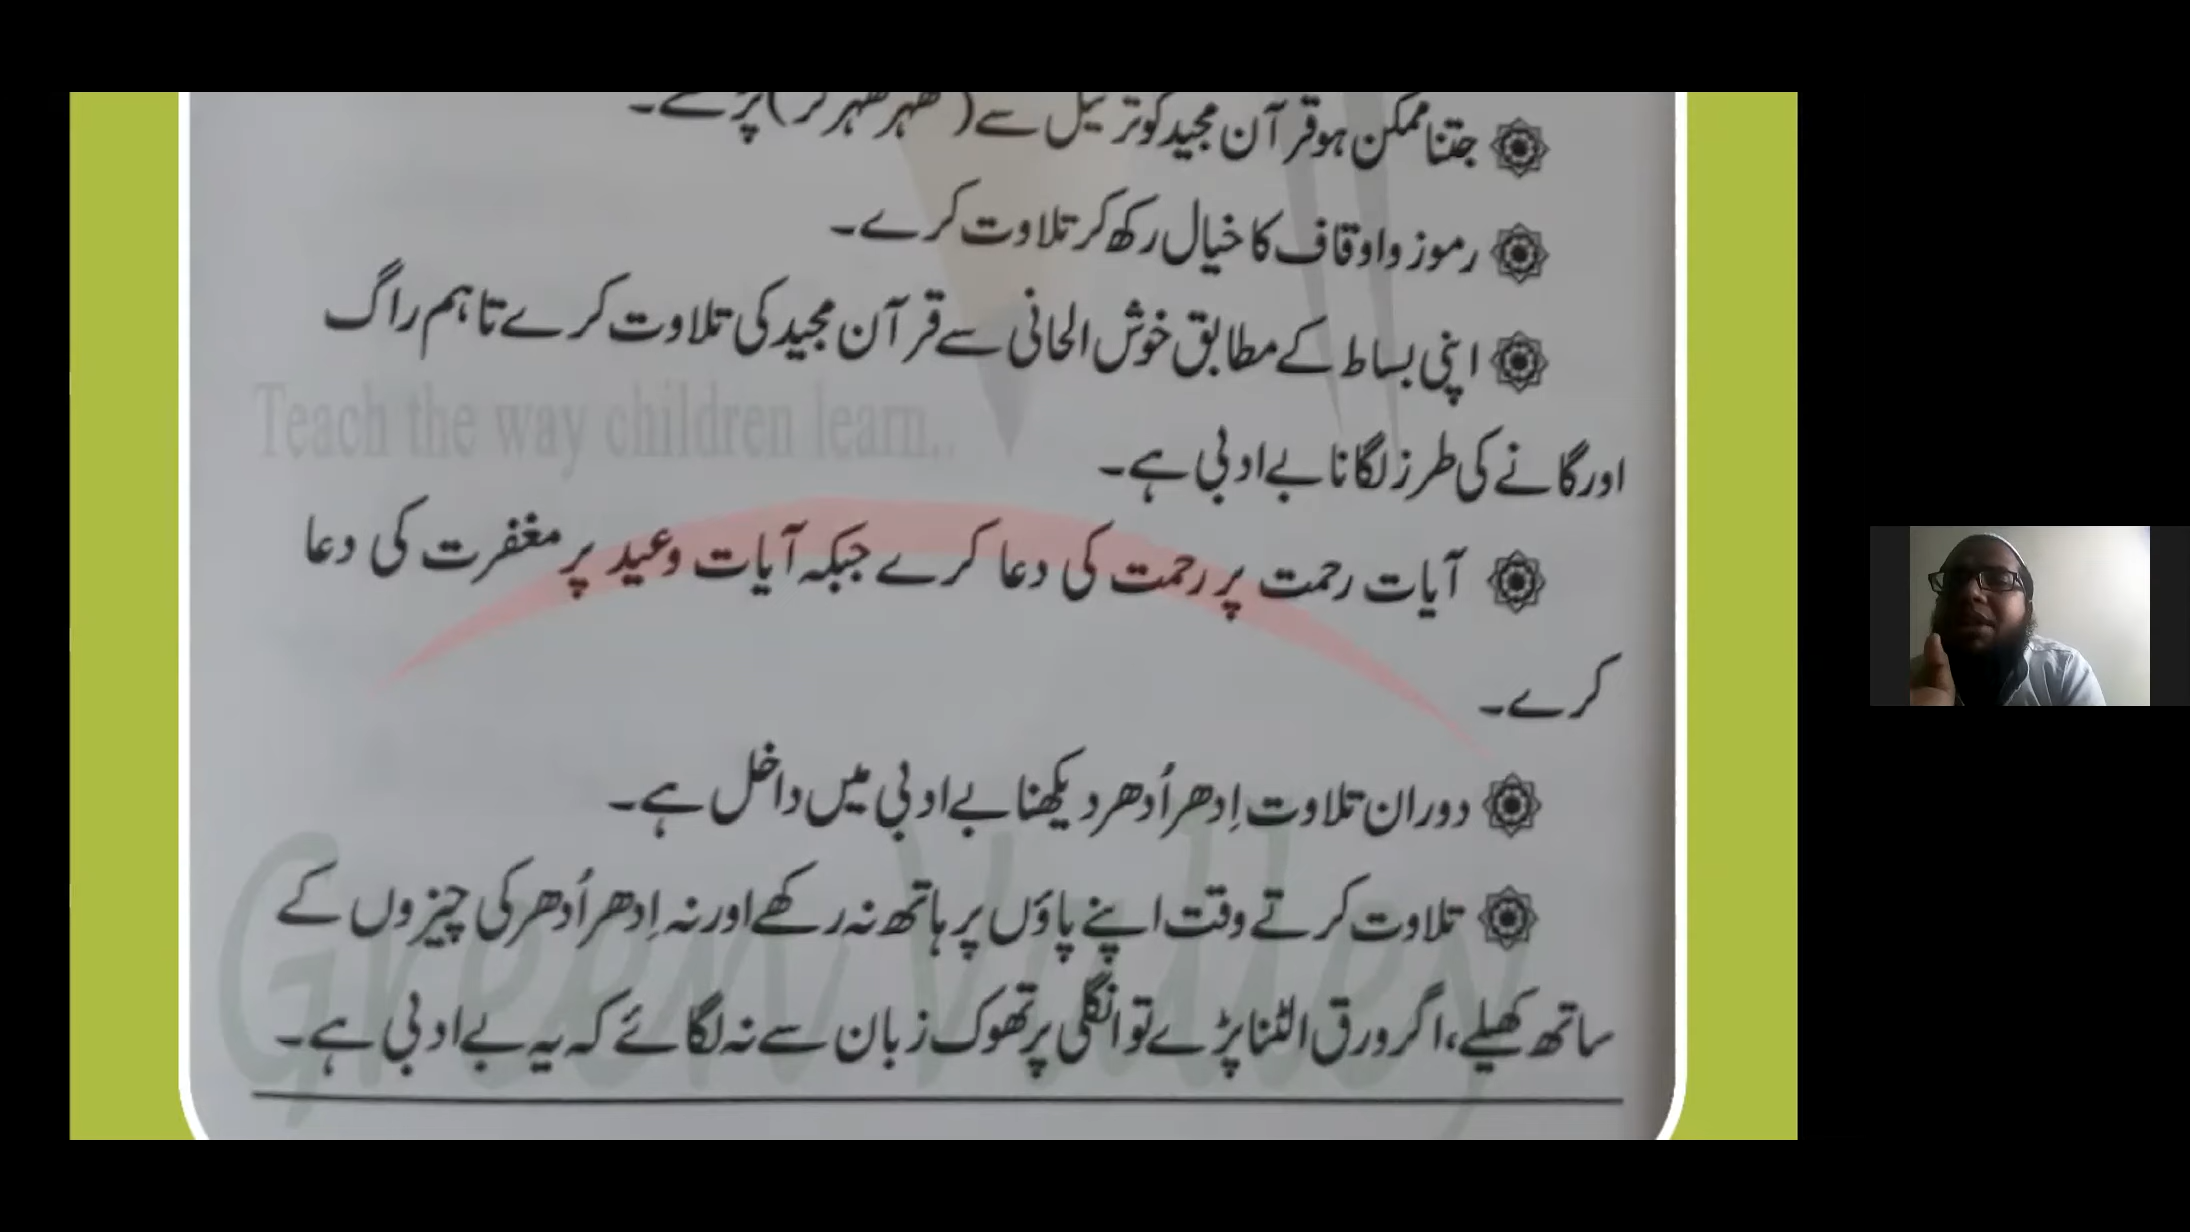 جتنا ممکن ہو قرآن مجید کو ترتیل سے (ٹھہر ٹھہر کر) پڑھے۔
رموز و اوقاف کا خیال رکھ کر تلاوت کرے۔
اپنی بساط کے مطابق خوش الحانی سے قرآن مجید کی تلاوت کرے تاہم راگ
اور گانے کی طرز لگانا بے ادبی ہے۔
Teach the way children learn..
آیات رحمت پر رحمت کی دعا کرے جبکہ آیات وعید پر مغفرت کی دعا
کرے۔
دوران تلاوت اِدھر اُدھر دیکھنا بے ادبی میں داخل ہے۔
تلاوت کرتے وقت اپنے پاؤں پر ہاتھ نہ رکھے اور نہ اِدھر اُدھر کی چیزوں کے
ساتھ کھیلے، اگر ورق الٹنا پڑے تو انگلی پر تھوک زبان سے نہ لگائے کہ یہ بے ادبی ہے۔
Green Valley